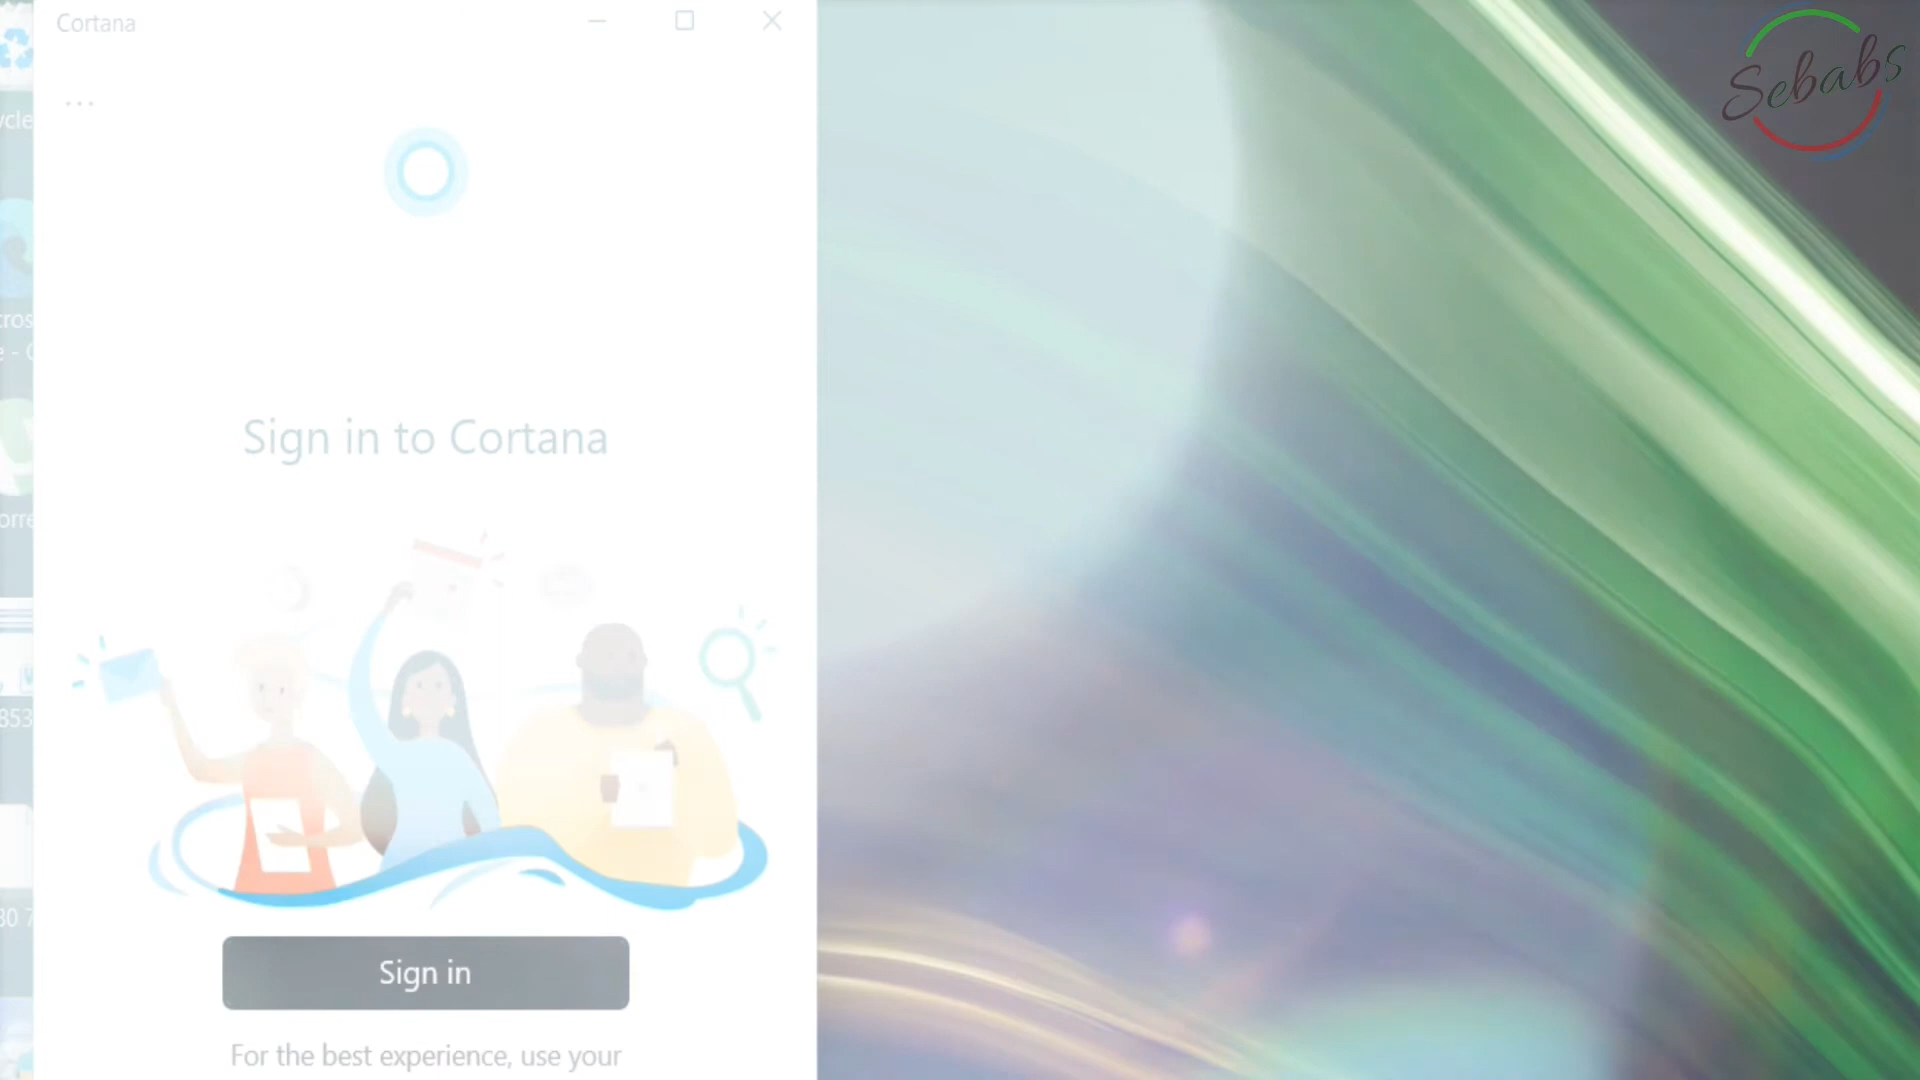 Cortana
...
Sign in to Cortana
Sign in
For the best experience, use your
Sebabs